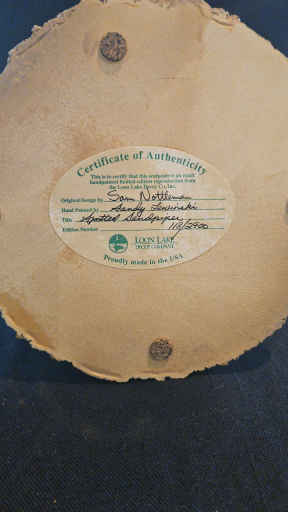 Certificate of Authenticity
This is to certify that this sculpture is an exact
handpainted limited edition reproduction from
the Loon Lake Decoy Co., Inc.
Original Design by Sam Nottleman
Hand Painted by Sandy
Title Spotted Sandpiper
Edition Number 116/2400
LOON LAKE
DECOY COMPANY
Proudly made in the USA